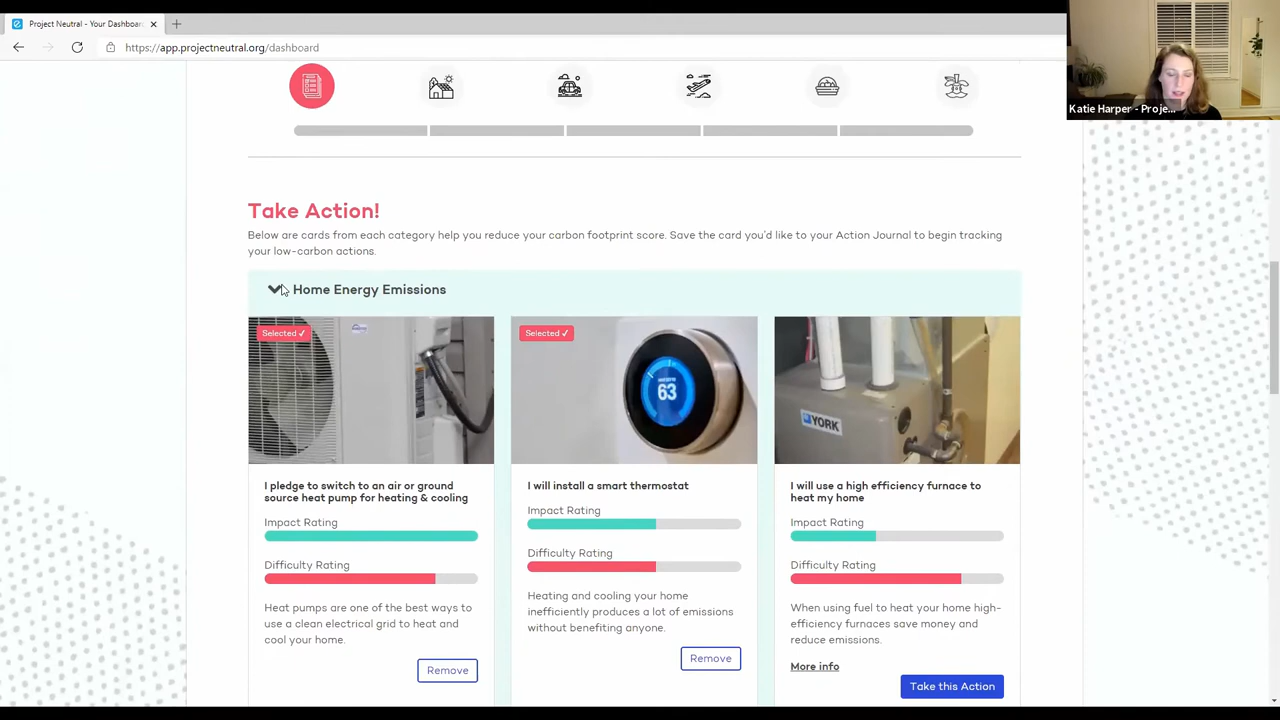 Project Neutral - Your Dashboar
https://app.projectneutral.org/dashboard
Katie Harper - Proje...
Take Action!
Below are cards from each category help you reduce your carbon footprint score. Save the card you'd like to your Action Journal to begin tracking
your low-carbon actions.
Home Energy Emissions
Selected ✓
Selected ✓
63
YORK
I pledge to switch to an air or ground
source heat pump for heating & cooling
Impact Rating
Difficulty Rating
Heat pumps are one of the best ways to
use a clean electrical grid to heat and
cool your home.
Remove
I will install a smart thermostat
Impact Rating
Difficulty Rating
Heating and cooling your home
inefficiently produces a lot of emissions
without benefiting anyone.
Remove
I will use a high efficiency furnace to
heat my home
Impact Rating
Difficulty Rating
When using fuel to heat your home high-
efficiency furnaces save money and
reduce emissions.
More info
Take this Action